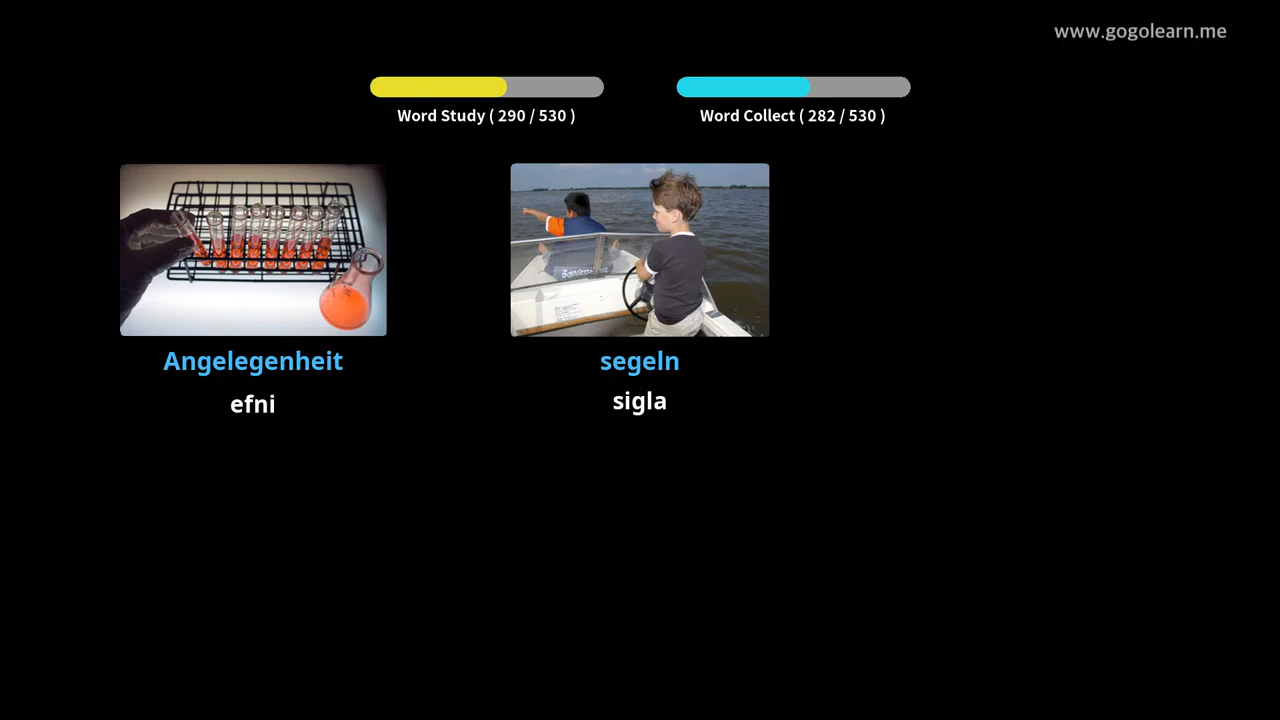 www.gogolearn.me
Word Study ( 290 / 530 )
Word Collect ( 282 / 530 )
Angelegenheit
efni
segeln
sigla